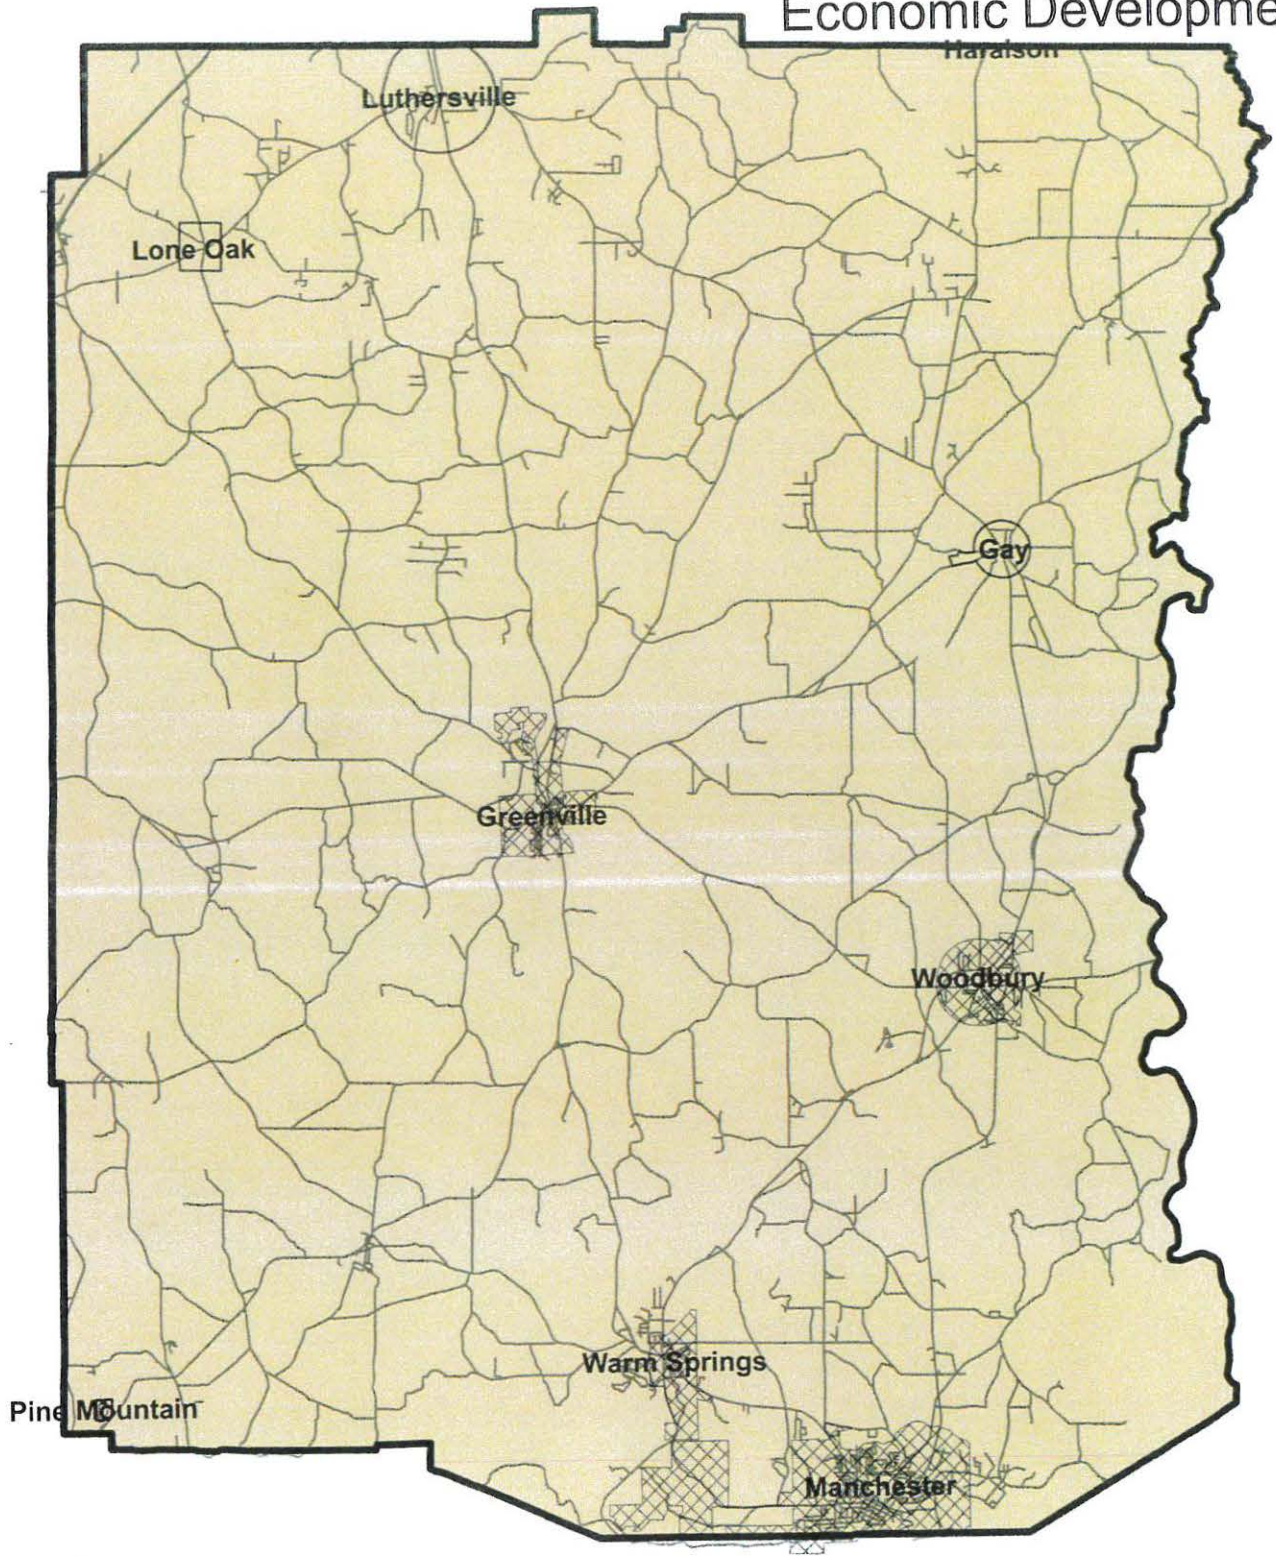 Economic Developme
Haralson
Luthersville
Lone Oak
Gay
Greenville
Woodbury
Warm Springs
Pine Mountain
Manchester